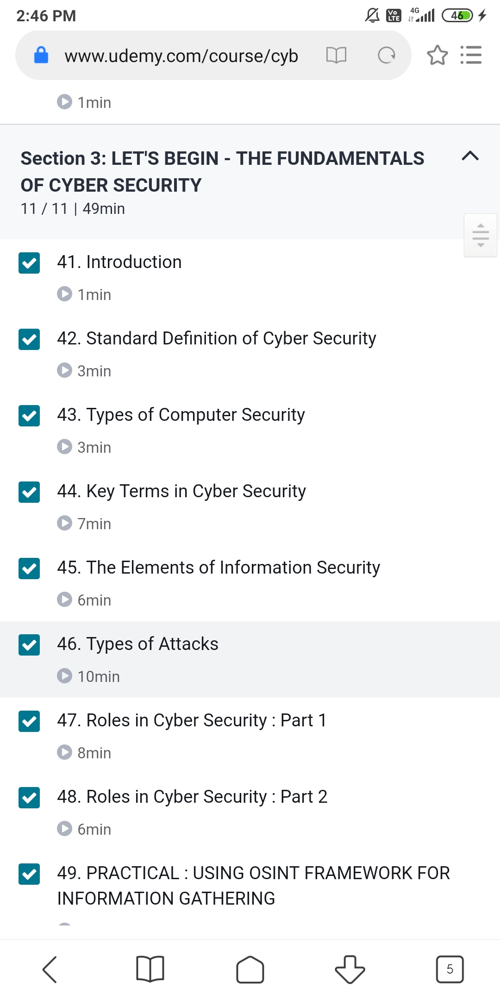 2:46 PM
Vo LTE
4G
46
www.udemy.com/course/cyb
1min
Section 3: LET'S BEGIN - THE FUNDAMENTALS
OF CYBER SECURITY
11 / 11 | 49min
41. Introduction
1min
42. Standard Definition of Cyber Security
3min
43. Types of Computer Security
3min
44. Key Terms in Cyber Security
7min
45. The Elements of Information Security
6min
46. Types of Attacks
10min
47. Roles in Cyber Security : Part 1
8min
48. Roles in Cyber Security : Part 2
6min
49. PRACTICAL : USING OSINT FRAMEWORK FOR
INFORMATION GATHERING
5